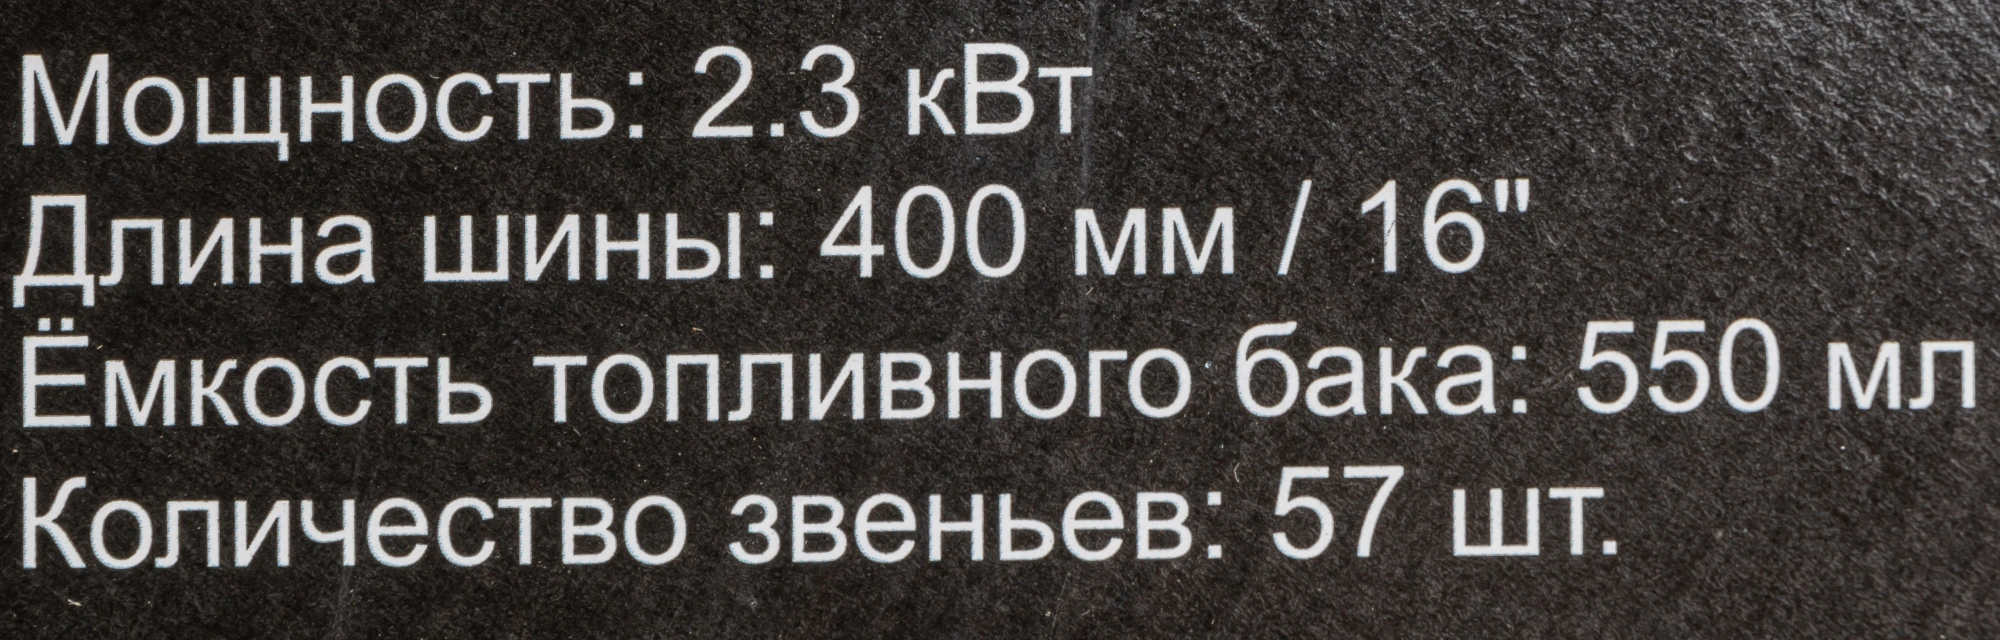 Мощность: 2.3 кВт
Длина шины: 400 мм / 16"
Ёмкость топливного бака: 550 мл
Количество звеньев: 57 шт.